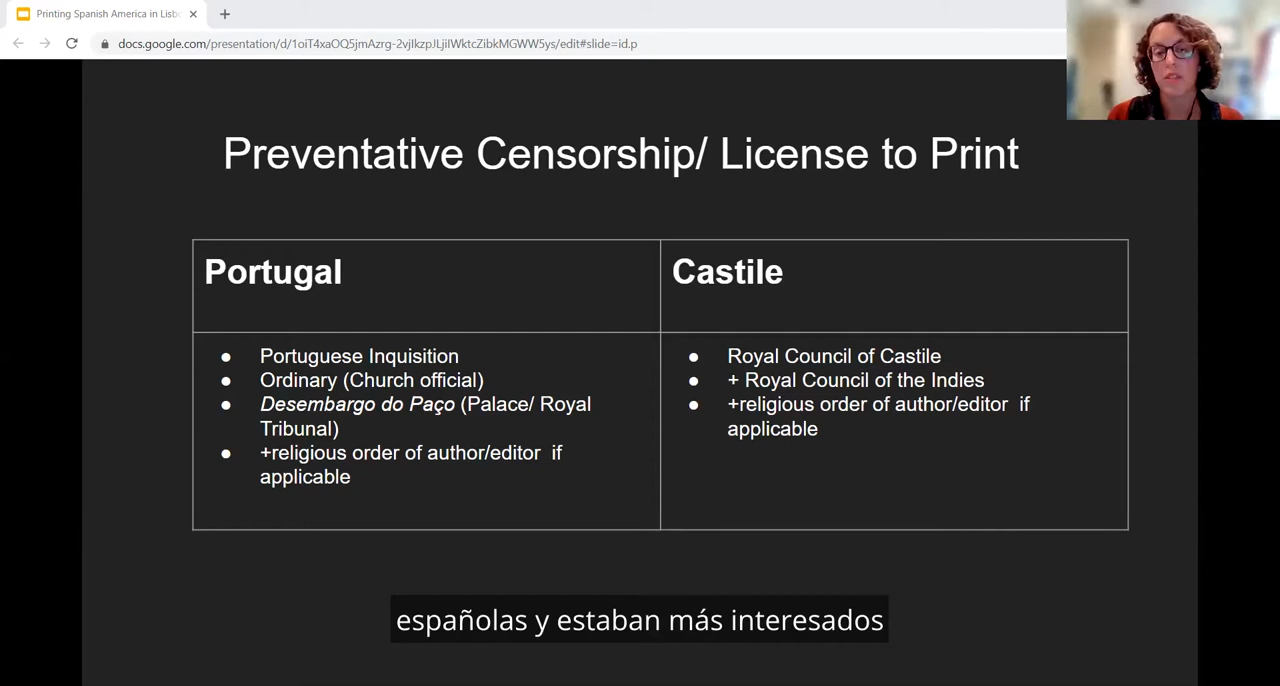 Printing Spanish America in Lisb
docs.google.com/presentation/d/1oiT4xaOQ5jmAzrg-2vjIkzpJLjiIWktcZibkMGWW5ys/edit#slide=id.p
Preventative Censorship/ License to Print
Portugal
● Portuguese Inquisition
● Ordinary (Church official)
● Desembargo do Paço (Palace/ Royal
Tribunal)
● +religious order of author/editor if
applicable
Castile
● Royal Council of Castile
● + Royal Council of the Indies
● +religious order of author/editor if
applicable
españolas y estaban más interesados